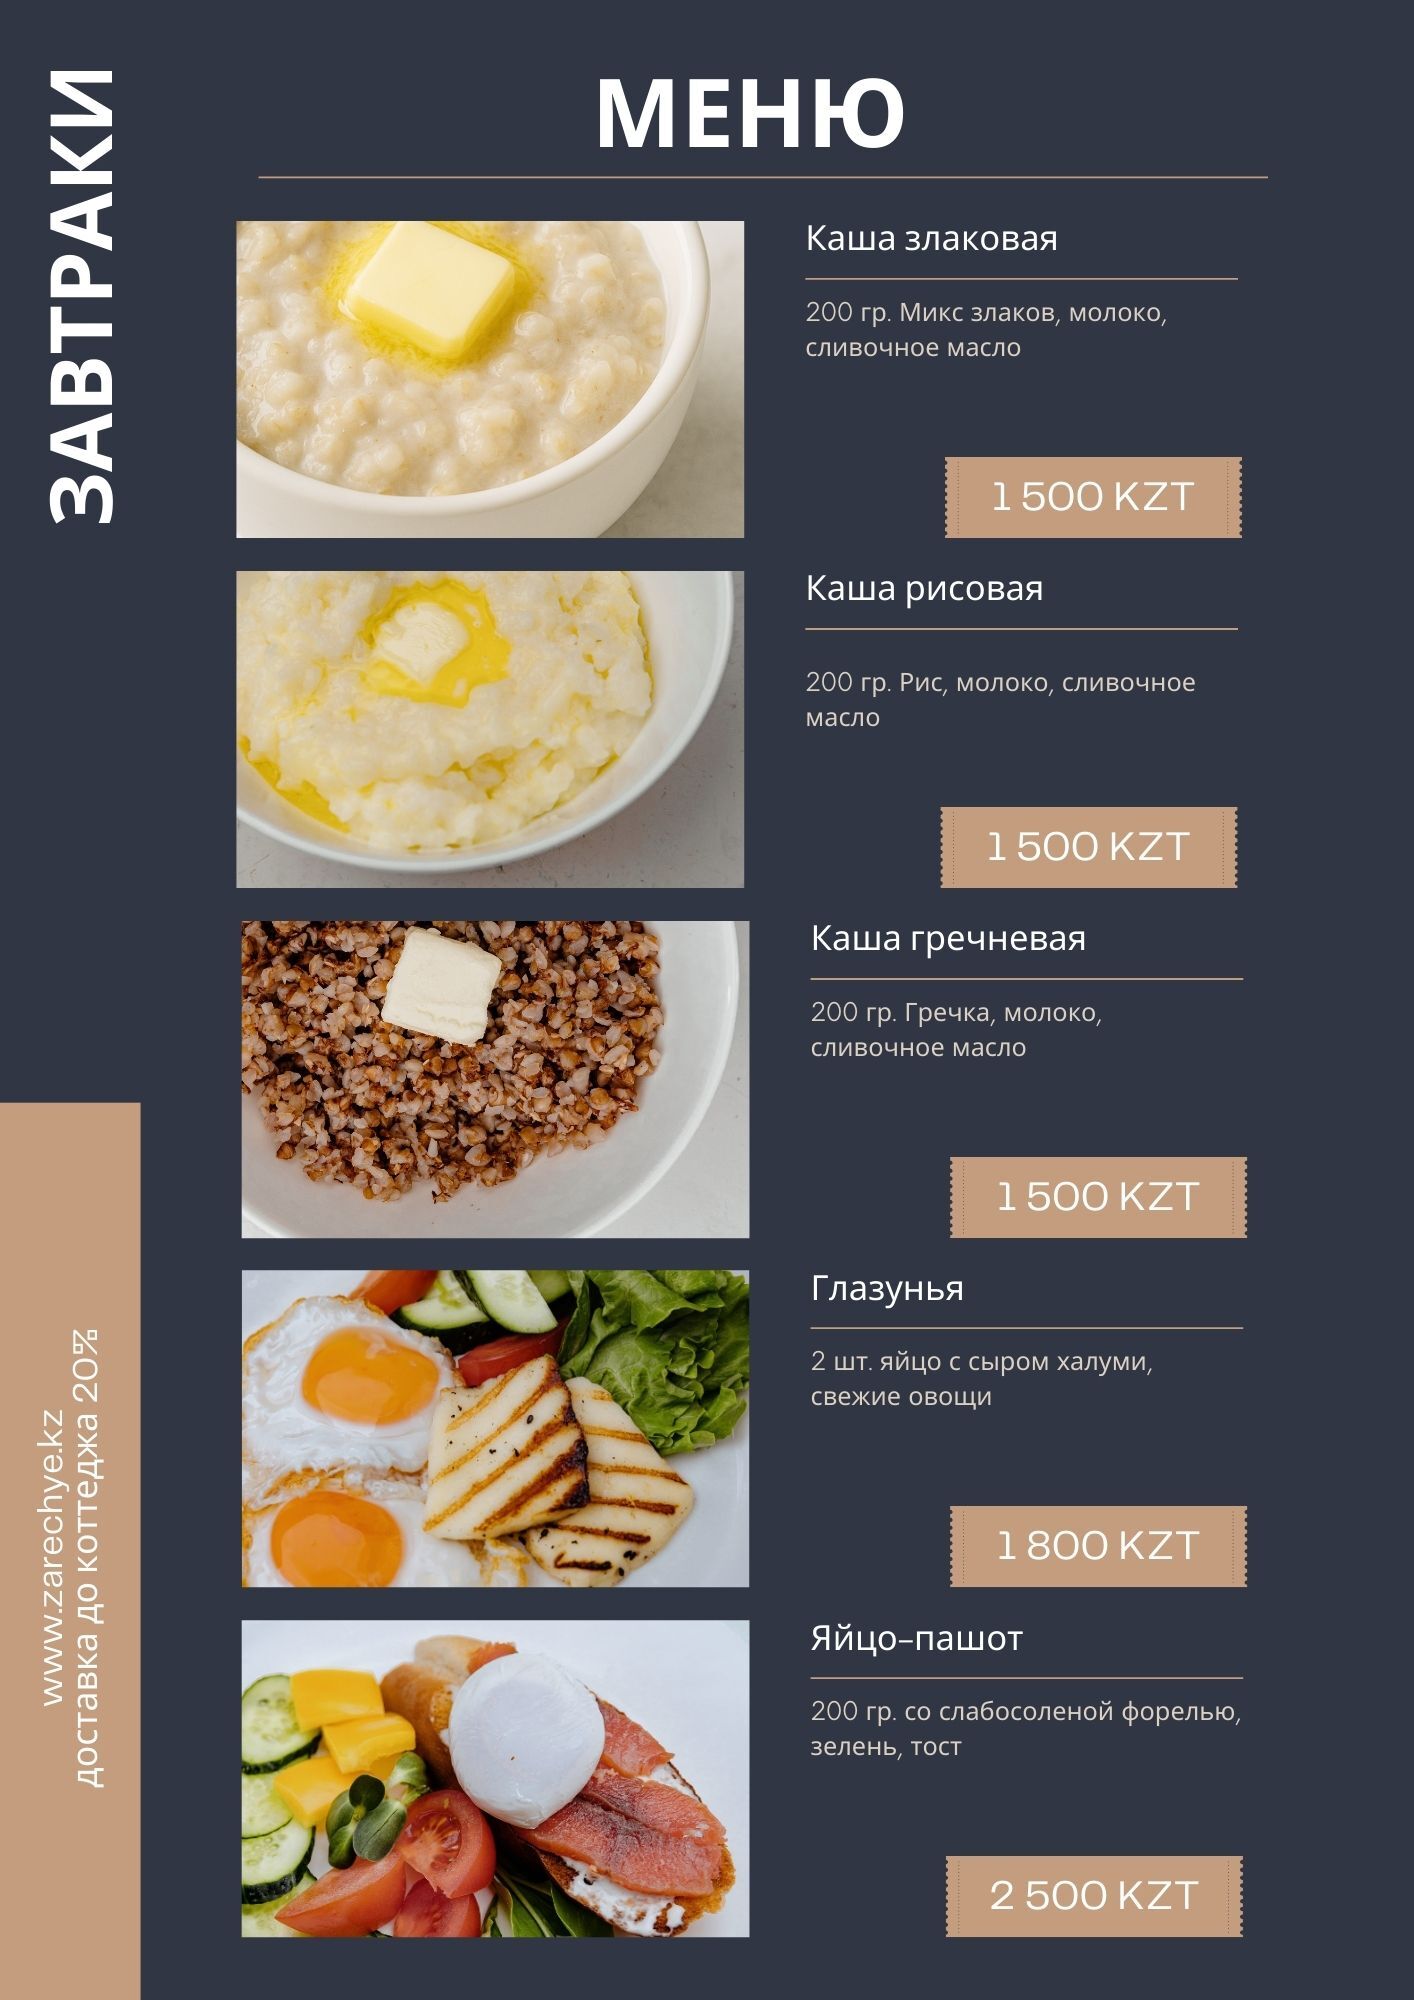 ЗАВТРАКИ
МЕНЮ
Каша злаковая
200 гр. Микс злаков, молоко,
сливочное масло
1 500 KZT
Каша рисовая
200 гр. Рис, молоко, сливочное
масло
1 500 KZT
Каша гречневая
200 гр. Гречка, молоко,
сливочное масло
1 500 KZT
Глазунья
2 шт. яйцо с сыром халуми,
свежие овощи
1 800 KZT
Яйцо-пашот
200 гр. со слабосоленой форелью,
зелень, тост
2 500 KZT
www.zarechye.kz
доставка до коттеджа 20%